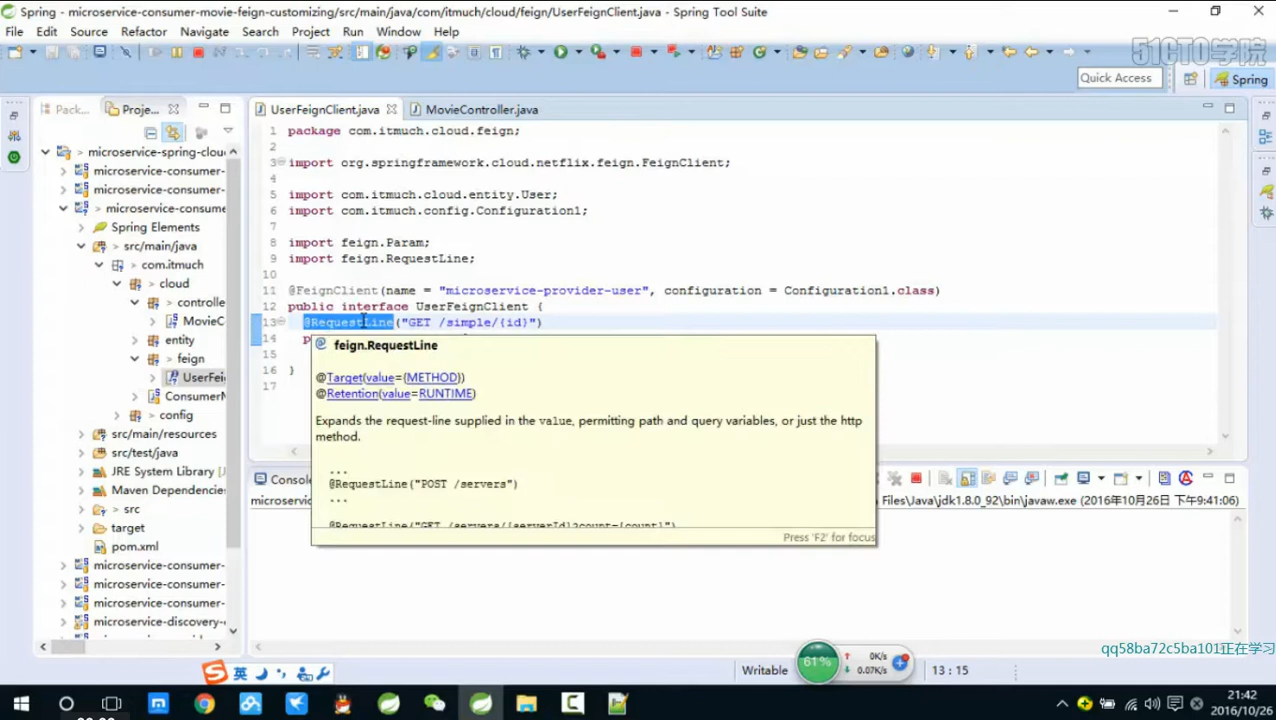 Spring - microservice-consumer-movie-feign-customizing/src/main/java/com/itmuch/cloud/feign/UserFeignClient.java - Spring Tool Suite
File Edit Source Refactor Navigate Search Project Run Window Help
51CTO学院
Quick Access
Spring
Pack...
Proje...
UserFeignClient.java
MovieController.java
microservice-spring-clou
microservice-consumer-
microservice-consumer-
> microservice-consume
Spring Elements
> src/main/java
> com.itmuch
> cloud
> controlle
MovieC
entity
> feign
UserFei
ConsumerN
> config
src/main/resources
src/test/java
JRE System Library
Maven Dependencies
> src
target
pom.xml
microservice-consumer-
microservice-consumer-
microservice-consumer-
microservice-discovery-
1 package com.itmuch.cloud.feign;
2
3 import org.springframework.cloud.netflix.feign.FeignClient;
4
5 import com.itmuch.cloud.entity.User;
6 import com.itmuch.config.Configuration1;
7
8 import feign.Param;
9 import feign.RequestLine;
10
11 @FeignClient(name = "microservice-provider-user", configuration = Configuration1.class)
12 public interface UserFeignClient {
13 @RequestLine("GET /simple/{id}")
14 p
15
16 }
17
feign.RequestLine
@Target(value={METHOD})
@Retention(value=RUNTIME)
Expands the request-line supplied in the value, permitting path and query variables, or just the http
method.
...
@RequestLine("POST /servers")
...
@RequestLine("GET /servers/{serverId}?count={count}")
Press 'F2' for focus
Console
microservic
Files\Java\jdk1.8.0_92\bin\javaw.exe (2016年10月26日 下午9:41:06)
qq58ba72c5ba101正在学习
英
Writable
61%
0K/s
0.07K/s
13 : 15
21:42
2016/10/26